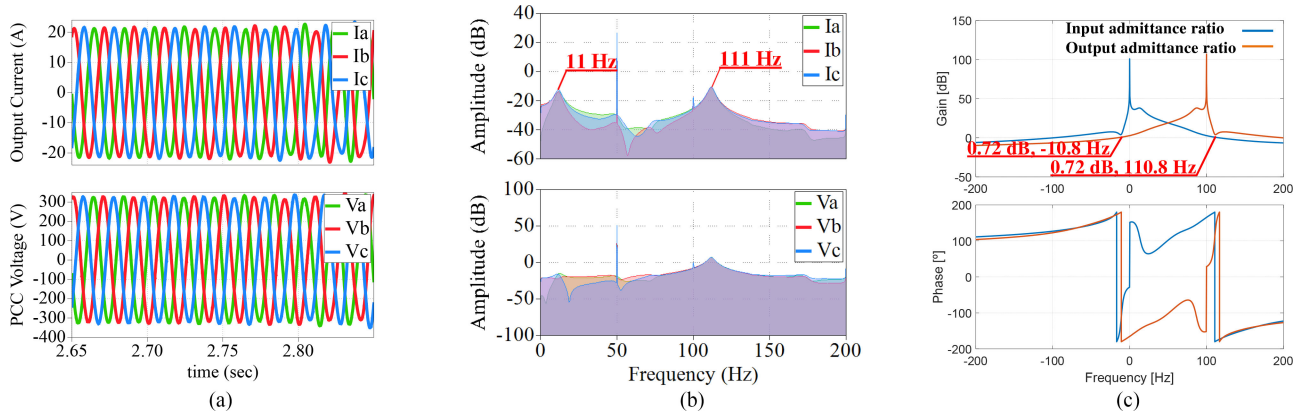 Output Current (A)
20
10
0
-10
-20
Ia
Ib
Ic
PCC Voltage (V)
300
200
100
0
-100
-200
-300
-400
Va
Vb
Vc
2.65
2.70
2.75
2.80
time (sec)
(a)
Amplitude (dB)
40
20
0
-20
-40
-60
11 Hz
111 Hz
Ia
Ib
Ic
Amplitude (dB)
100
50
0
-50
-100
Va
Vb
Vc
0
50
100
150
200
Frequency (Hz)
(b)
Gain [dB]
150
100
50
0
-50
Input admittance ratio
Output admittance ratio
0.72 dB, -10.8 Hz
0.72 dB, 110.8 Hz
-200
-100
0
100
200
Phase [º]
200
100
0
-100
-200
-200
-100
0
100
200
Frequency [Hz]
(c)